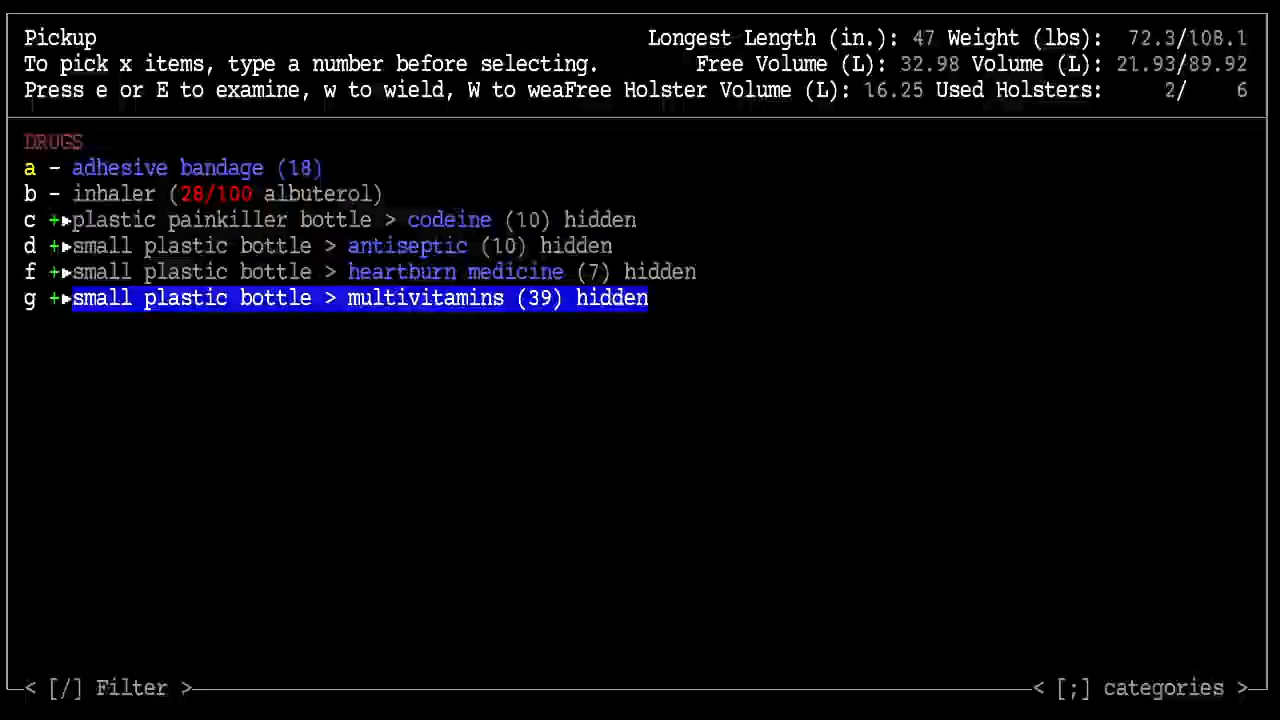 Pickup Longest Length (in.): 47 Weight (lbs): 72.3/108.1
To pick x items, type a number before selecting. Free Volume (L): 32.98 Volume (L): 21.93/89.92
Press e or E to examine, w to wield, W to weaFree Holster Volume (L): 16.25 Used Holsters: 2/ 6
DRUGS
a - adhesive bandage (18)
b - inhaler (28/100 albuterol)
c +▸plastic painkiller bottle > codeine (10) hidden
d +▸small plastic bottle > antiseptic (10) hidden
f +▸small plastic bottle > heartburn medicine (7) hidden
g +▸small plastic bottle > multivitamins (39) hidden
< [/] Filter > < [;] categories >